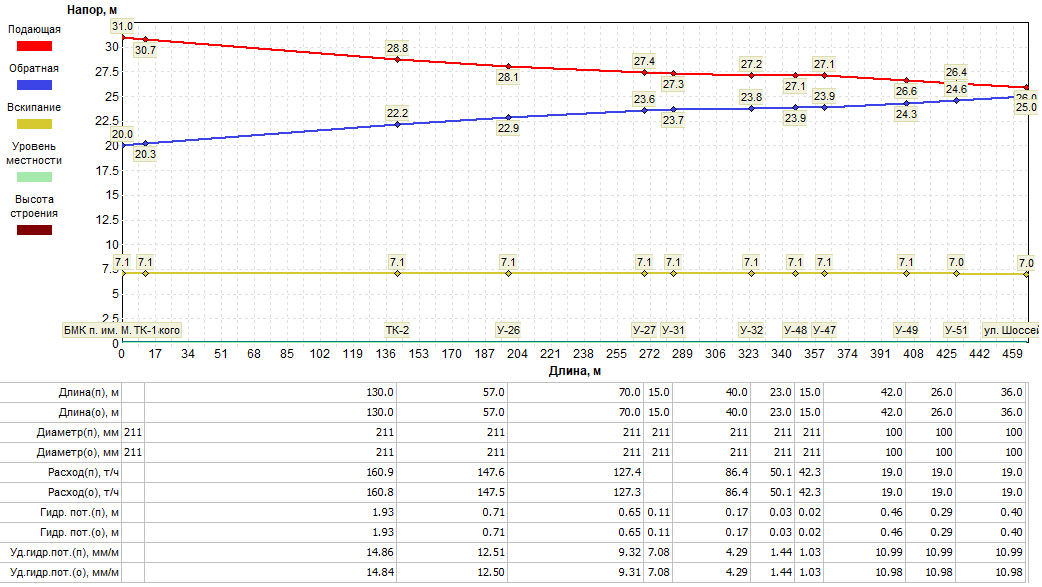 Напор, м
Подающая
Обратная
Вскипание
Уровень
местности
Высота
строения
30
27.5
25
22.5
20
17.5
15
12.5
10
7.5
5
2.5
0
31.0
30.7
28.8
28.1
27.4
27.3
27.2
27.1
27.1
26.6
26.4
26.0
20.0
20.3
22.2
22.9
23.6
23.7
23.8
23.9
23.9
24.3
24.6
25.0
7.1 7.1 7.1 7.1 7.1 7.1 7.1 7.1 7.1 7.1 7.0 7.0
БМК п. им. М. ТК-1 кого ТК-2 У-26 У-27 У-31 У-32 У-48 У-47 У-49 У-51 ул. Шоссей
0 17 34 51 68 85 102 119 136 153 170 187 204 221 238 255 272 289 306 323 340 357 374 391 408 425 442 459
Длина, м
Длина(п), м 130.0 57.0 70.0 15.0 40.0 23.0 15.0 42.0 26.0 36.0
Длина(о), м 130.0 57.0 70.0 15.0 40.0 23.0 15.0 42.0 26.0 36.0
Диаметр(п), мм 211 211 211 211 211 211 211 211 100 100 100
Диаметр(о), мм 211 211 211 211 211 211 211 211 100 100 100
Расход(п), т/ч 160.9 147.6 127.4 86.4 50.1 42.3 19.0 19.0 19.0
Расход(о), т/ч 160.8 147.5 127.3 86.4 50.1 42.3 19.0 19.0 19.0
Гидр. пот.(п), м 1.93 0.71 0.65 0.11 0.17 0.03 0.02 0.46 0.29 0.40
Гидр. пот.(о), м 1.93 0.71 0.65 0.11 0.17 0.03 0.02 0.46 0.29 0.40
Уд.гидр.пот.(п), мм/м 14.86 12.51 9.32 7.08 4.29 1.44 1.03 10.99 10.99 10.99
Уд.гидр.пот.(о), мм/м 14.84 12.50 9.31 7.08 4.29 1.44 1.03 10.98 10.98 10.98